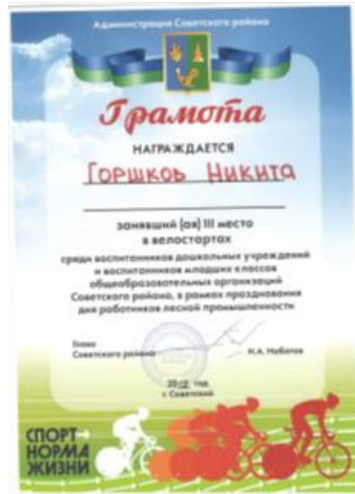 Администрация Советского района
Грамота
НАГРАЖДАЕТСЯ
Горшков Никита
занявший (ая) III место
в велостартах
среди воспитанников дошкольных учреждений
и воспитанников младших классов
общеобразовательных организаций
Советского района, в рамках празднования
дня работников лесной промышленности
Глава
Советского района
Н.А. Набатов
год
г. Советский
СПОРТ-
НОРМА
ЖИЗНИ